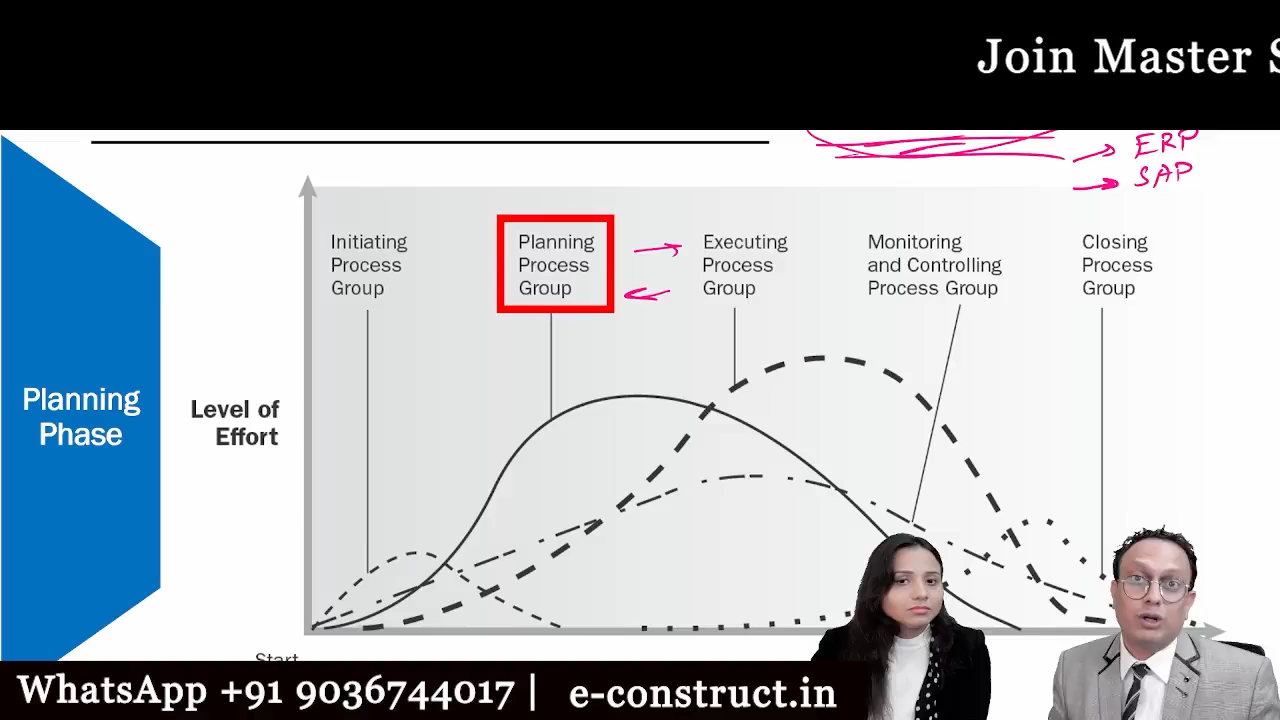 Join Master
ERP
SAP
Initiating
Process
Group
Planning
Process
Group
Executing
Process
Group
Monitoring
and Controlling
Process Group
Closing
Process
Group
Planning
Phase
Level of
Effort
Start
WhatsApp +91 9036744017 | e-construct.in